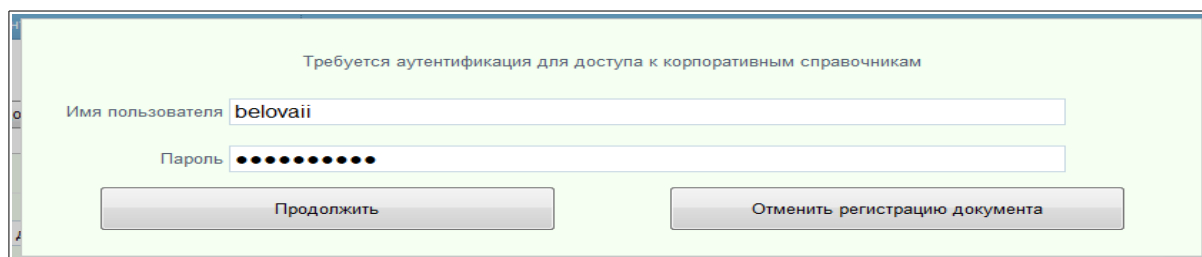 Требуется аутентификация для доступа к корпоративным справочникам
Имя пользователя belovaii
Пароль ●●●●●●●●●●
Продолжить Отменить регистрацию документа